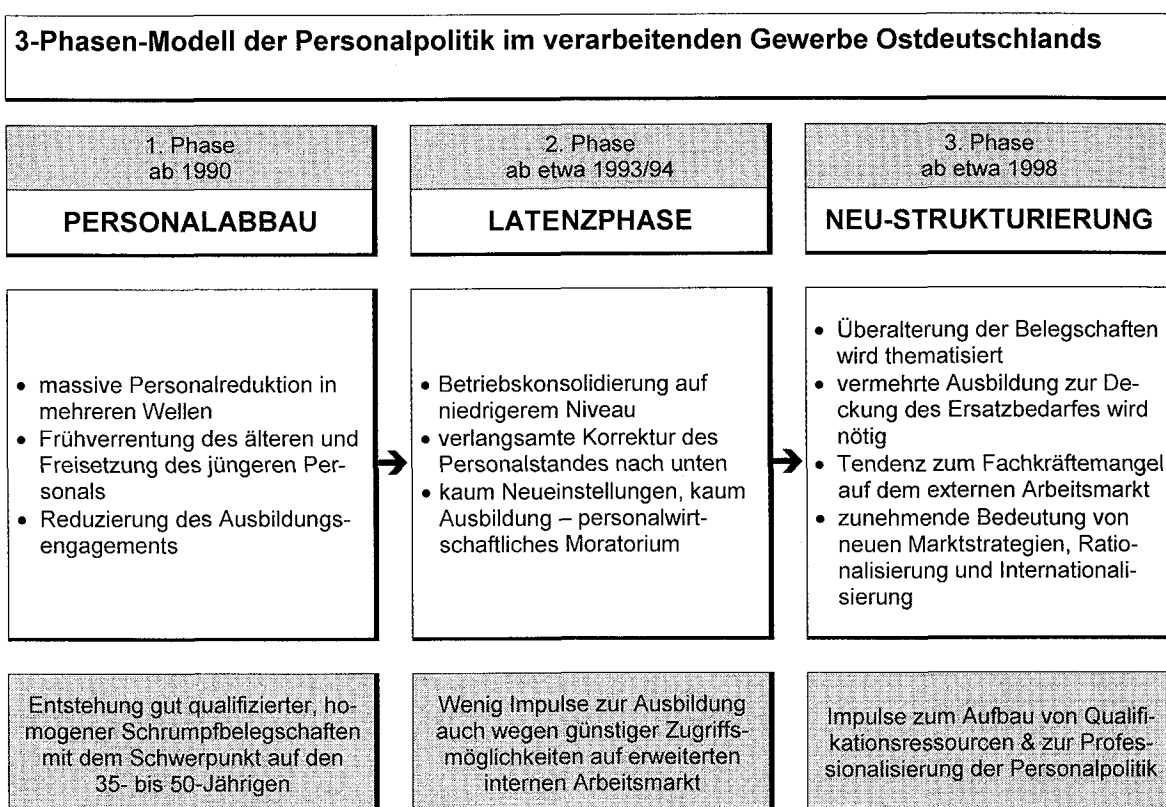 3-Phasen-Modell der Personalpolitik im verarbeitenden Gewerbe Ostdeutschlands
1. Phase
ab 1990
PERSONALABBAU
• massive Personalreduktion in
mehreren Wellen
• Frühverrentung des älteren und
Freisetzung des jüngeren Per-
sonals
• Reduzierung des Ausbildungs-
engagements
Entstehung gut qualifizierter, ho-
mogener Schrumpfbelegschaften
mit dem Schwerpunkt auf den
35- bis 50-Jährigen
2. Phase
ab etwa 1993/94
LATENZPHASE
• Betriebskonsolidierung auf
niedrigerem Niveau
• verlangsamte Korrektur des
Personalstandes nach unten
• kaum Neueinstellungen, kaum
Ausbildung – personalwirt-
schaftliches Moratorium
Wenig Impulse zur Ausbildung
auch wegen günstiger Zugriffs-
möglichkeiten auf erweiterten
internen Arbeitsmarkt
3. Phase
ab etwa 1998
NEU-STRUKTURIERUNG
• Überalterung der Belegschaften
wird thematisiert
• vermehrte Ausbildung zur De-
ckung des Ersatzbedarfes wird
nötig
• Tendenz zum Fachkräftemangel
auf dem externen Arbeitsmarkt
• zunehmende Bedeutung von
neuen Marktstrategien, Ratio-
nalisierung und Internationali-
sierung
Impulse zum Aufbau von Qualifi-
kationsressourcen & zur Profes-
sionalisierung der Personalpolitik